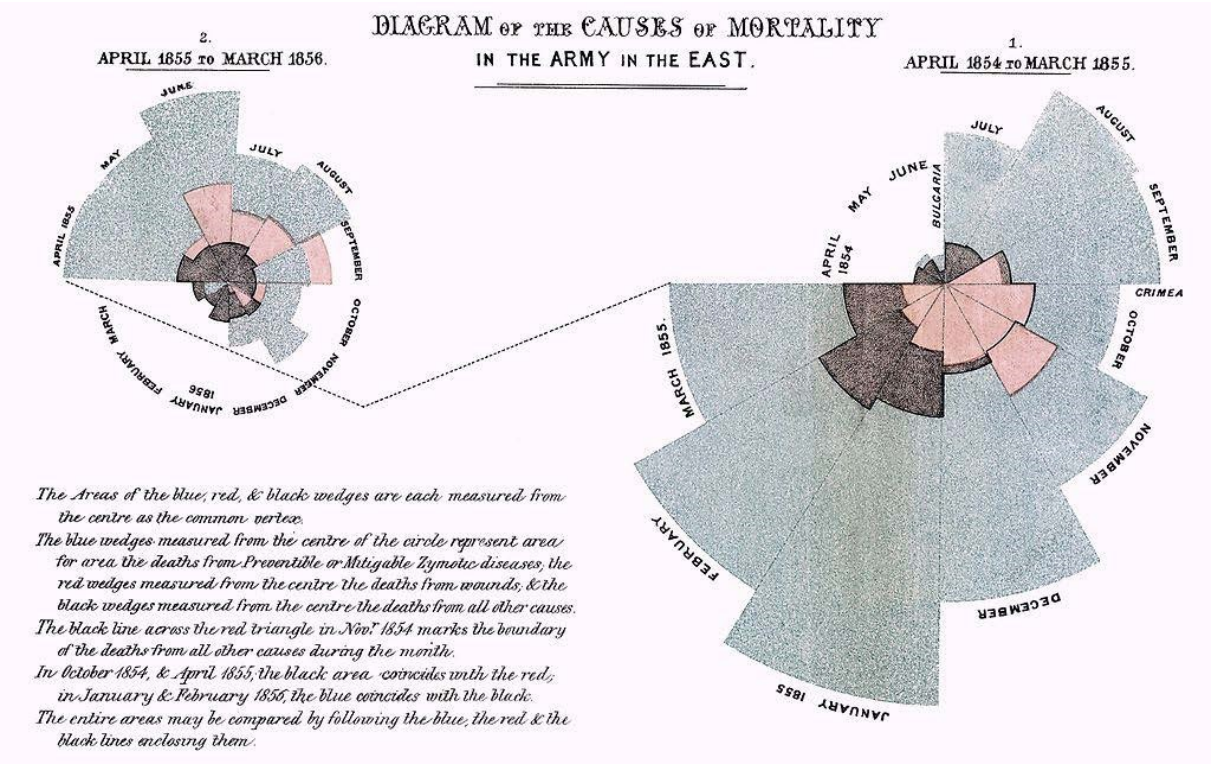 DIAGRAM OF THE CAUSES OF MORTALITY
IN THE ARMY IN THE EAST.
2.
APRIL 1855 TO MARCH 1856.
1.
APRIL 1854 TO MARCH 1855.
JUNE
MAY
APRIL 1855
JULY
AUGUST
SEPTEMBER
OCTOBER
NOVEMBER
DECEMBER
JANUARY
1856
FEBRUARY
MARCH
APRIL
1854
MAY
JUNE
BULGARIA
JULY
AUGUST
SEPTEMBER
CRIMEA
OCTOBER
NOVEMBER
DECEMBER
JANUARY 1855
FEBRUARY
MARCH 1855.
The Areas of the blue, red, & black wedges are each measured from
the centre as the common vertex.
The blue wedges measured from the centre of the circle represent area
for area the deaths from Preventible or Mitigable Zymotic diseases; the
red wedges measured from the centre the deaths from wounds; & the
black wedges measured from the centre the deaths from all other causes.
The black line across the red triangle in Novr. 1854 marks the boundary
of the deaths from all other causes during the month.
In October 1854, & April 1855, the black area coincides with the red;
in January & February 1856, the blue coincides with the black.
The entire areas may be compared by following the blue, the red & the
black lines enclosing them.